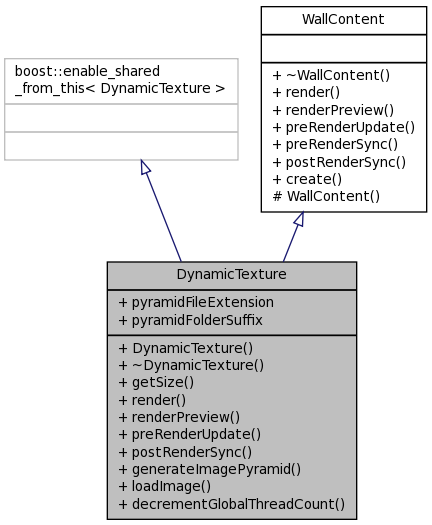 WallContent
+ ~WallContent()
+ render()
+ renderPreview()
+ preRenderUpdate()
+ preRenderSync()
+ postRenderSync()
+ create()
# WallContent()
boost::enable_shared
_from_this< DynamicTexture >
DynamicTexture
+ pyramidFileExtension
+ pyramidFolderSuffix
+ DynamicTexture()
+ ~DynamicTexture()
+ getSize()
+ render()
+ renderPreview()
+ preRenderUpdate()
+ postRenderSync()
+ generateImagePyramid()
+ loadImage()
+ decrementGlobalThreadCount()